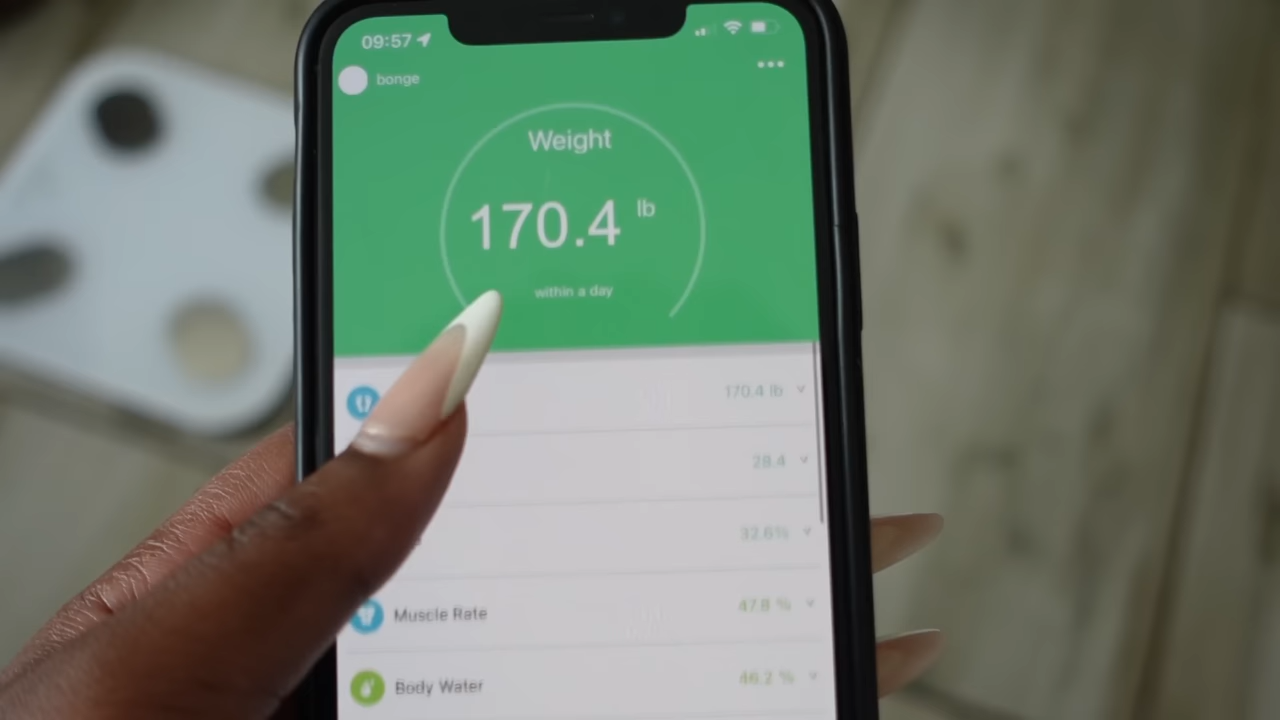 09:57
bonge
Weight
170.4 lb
within a day
170.4 lb
28.4
32.6%
Muscle Rate 47.8 %
Body Water 46.2 %